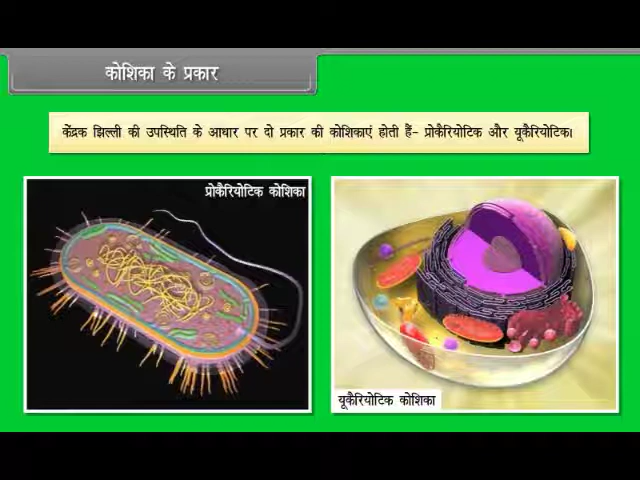 कोशिका के प्रकार
केंद्रक झिल्ली की उपस्थिति के आधार पर दो प्रकार की कोशिकाएं होती हैं- प्रोकैरियोटिक और यूकैरियोटिक।
प्रोकैरियोटिक कोशिका
यूकैरियोटिक कोशिका